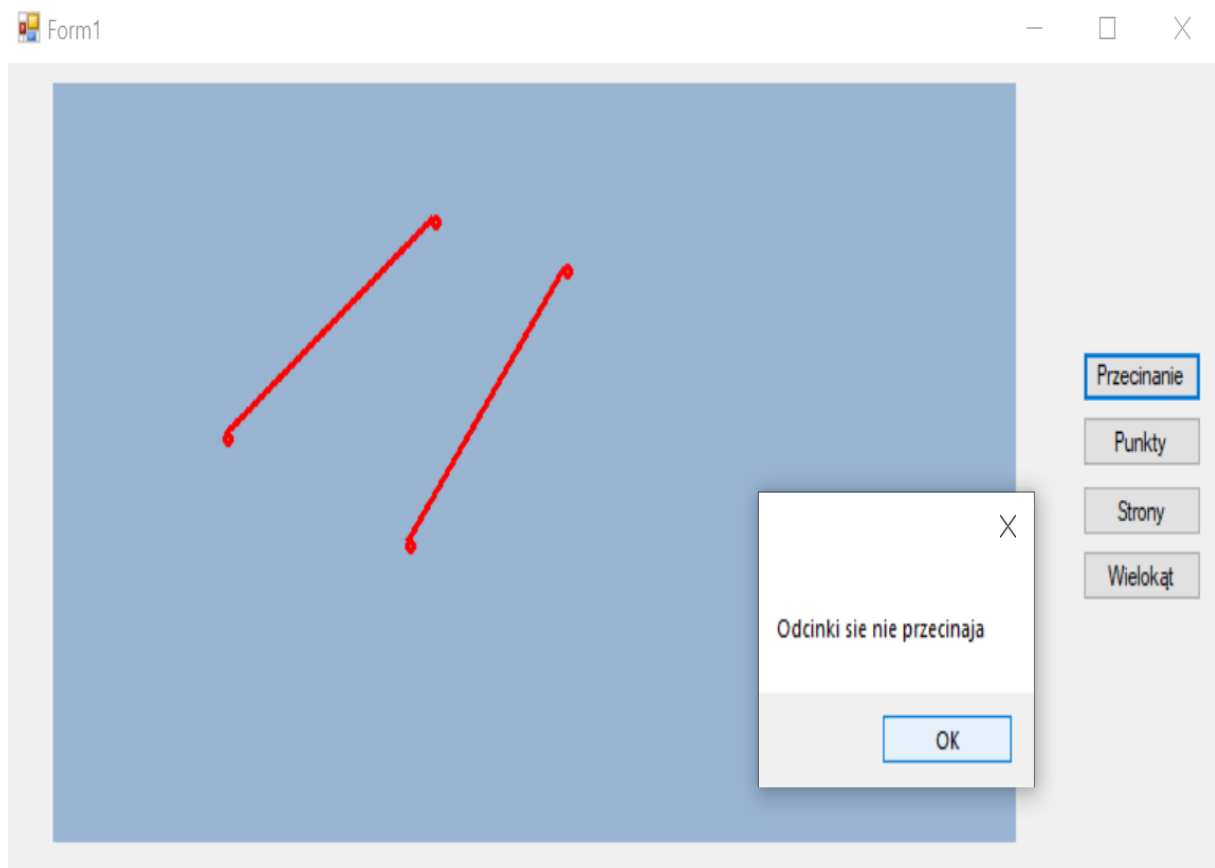 Form1
Przecinanie
Punkty
Strony
Wielokąt
Odcinki sie nie przecinaja
OK